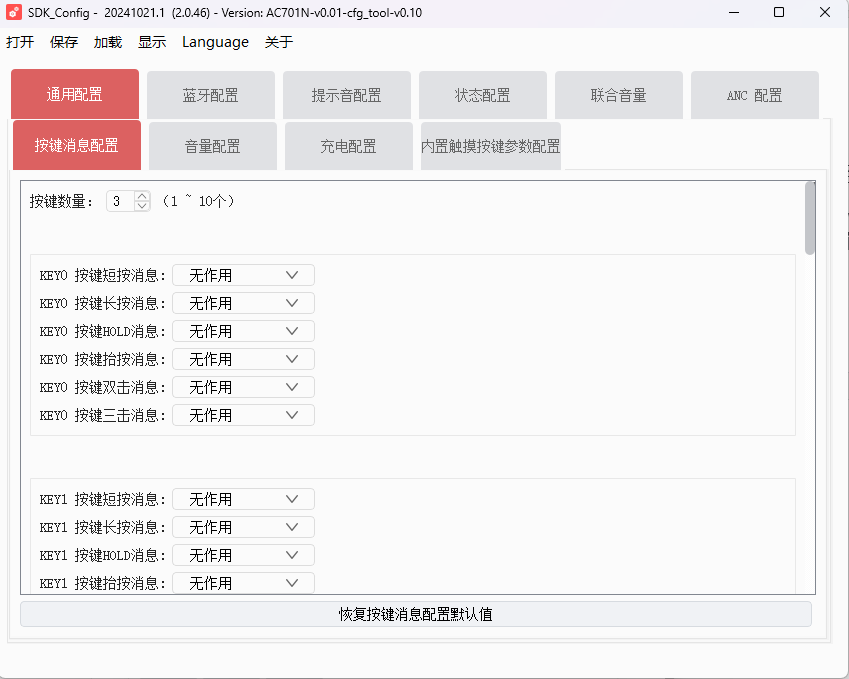 SDK_Config - 20241021.1 (2.0.46) - Version: AC701N-v0.01-cfg_tool-v0.10
打开 保存 加载 显示 Language 关于
通用配置 蓝牙配置 提示音配置 状态配置 联合音量 ANC 配置
按键消息配置 音量配置 充电配置 内置触摸按键参数配置
按键数量： 3 （1 ~ 10个）
KEY0 按键短按消息： 无作用
KEY0 按键长按消息： 无作用
KEY0 按键HOLD消息： 无作用
KEY0 按键抬按消息： 无作用
KEY0 按键双击消息： 无作用
KEY0 按键三击消息： 无作用
KEY1 按键短按消息： 无作用
KEY1 按键长按消息： 无作用
KEY1 按键HOLD消息： 无作用
KEY1 按键抬按消息： 无作用
恢复按键消息配置默认值